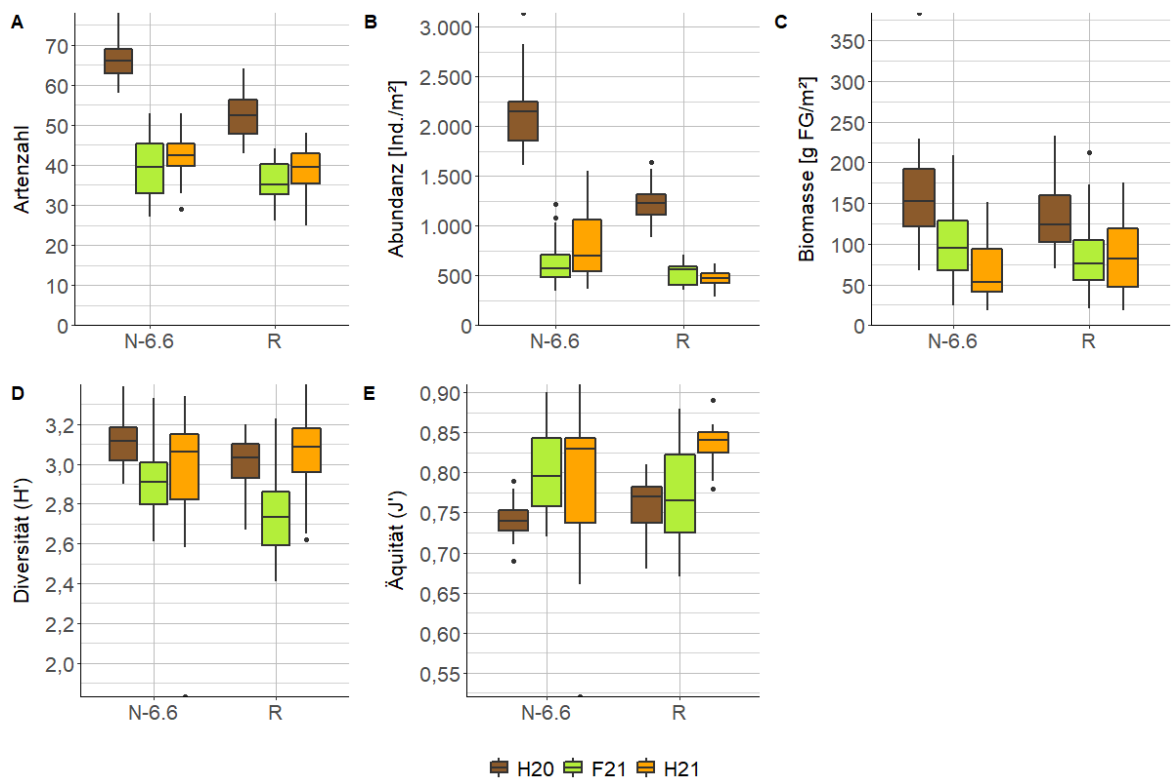 A
Artenzahl
70
60
50
40
30
20
10
0
N-6.6 R
B
Abundanz [Ind./m²]
3.000
2.500
2.000
1.500
1.000
500
0
N-6.6 R
C
Biomasse [g FG/m²]
350
300
250
200
150
100
50
0
N-6.6 R
D
Diversität (H')
3,2
3,0
2,8
2,6
2,4
2,2
2,0
N-6.6 R
E
Äquität (J')
0,90
0,85
0,80
0,75
0,70
0,65
0,60
0,55
N-6.6 R
H20 F21 H21